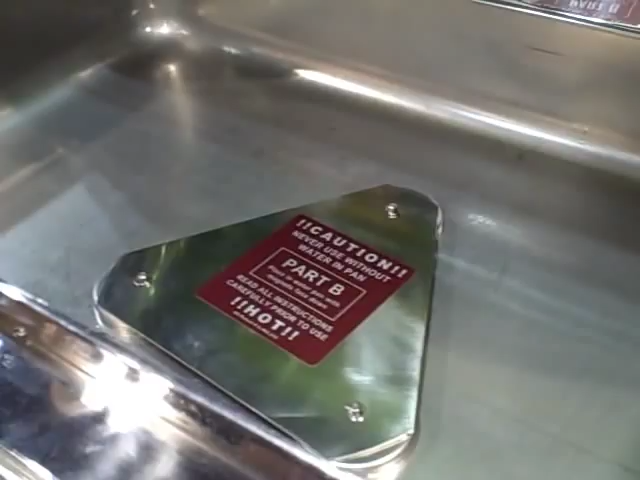 !!CAUTION!!
NEVER USE WITHOUT
WATER IN PAN
PART B
READ ALL INSTRUCTIONS
CAREFULLY PRIOR TO USE
!!HOT!!